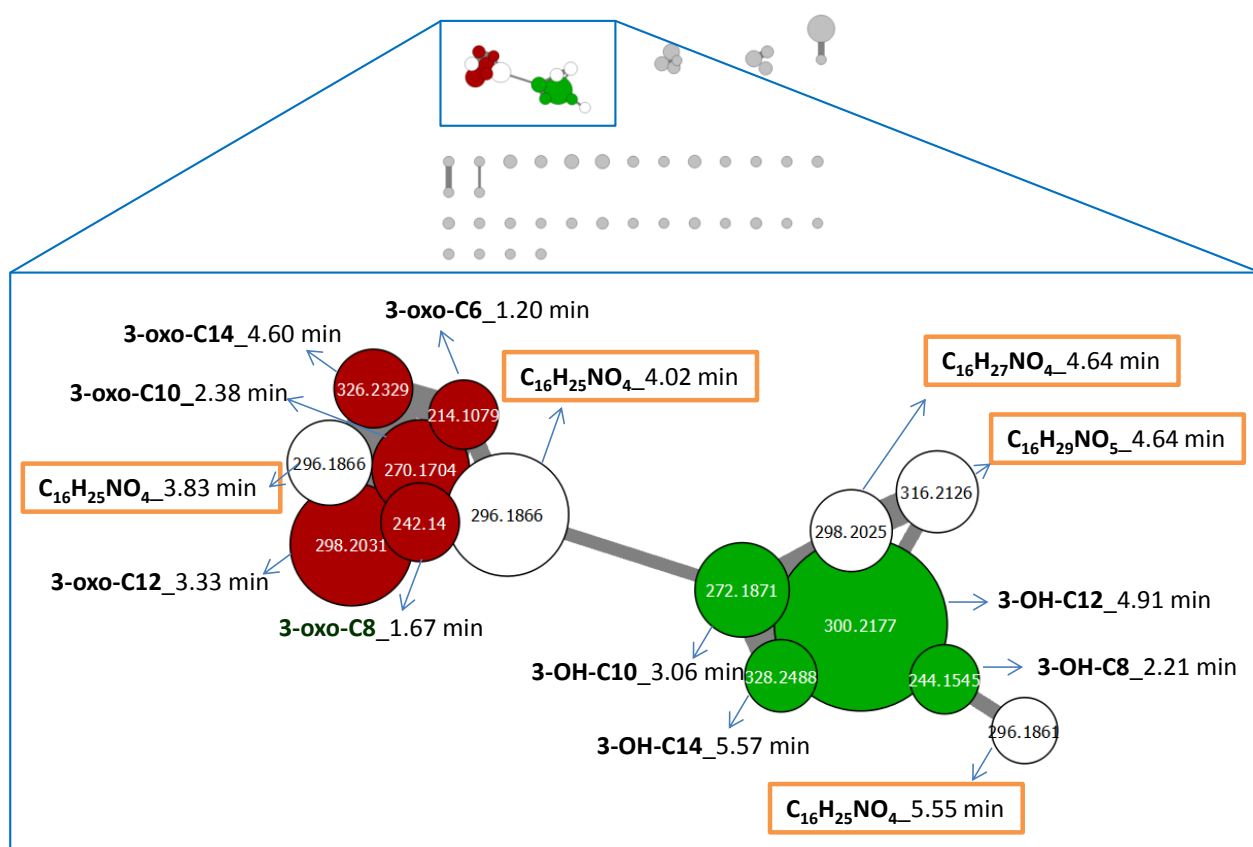 3-oxo-C6_1.20 min
3-oxo-C14_4.60 min
C₁₆H₂₇NO₄_4.64 min
C₁₆H₂₅NO₄_4.02 min
3-oxo-C10_2.38 min
326.2329
214.1079
C₁₆H₂₉NO₅_4.64 min
296.1866
270.1704
C₁₆H₂₅NO₄_3.83 min
316.2126
296.1866
242.14
298.2025
298.2031
3-oxo-C12_3.33 min
272.1871
3-OH-C12_4.91 min
300.2177
3-oxo-C8_1.67 min
3-OH-C10_3.06 min
328.2488
244.1545
3-OH-C8_2.21 min
296.1861
3-OH-C14_5.57 min
C₁₆H₂₅NO₄_5.55 min